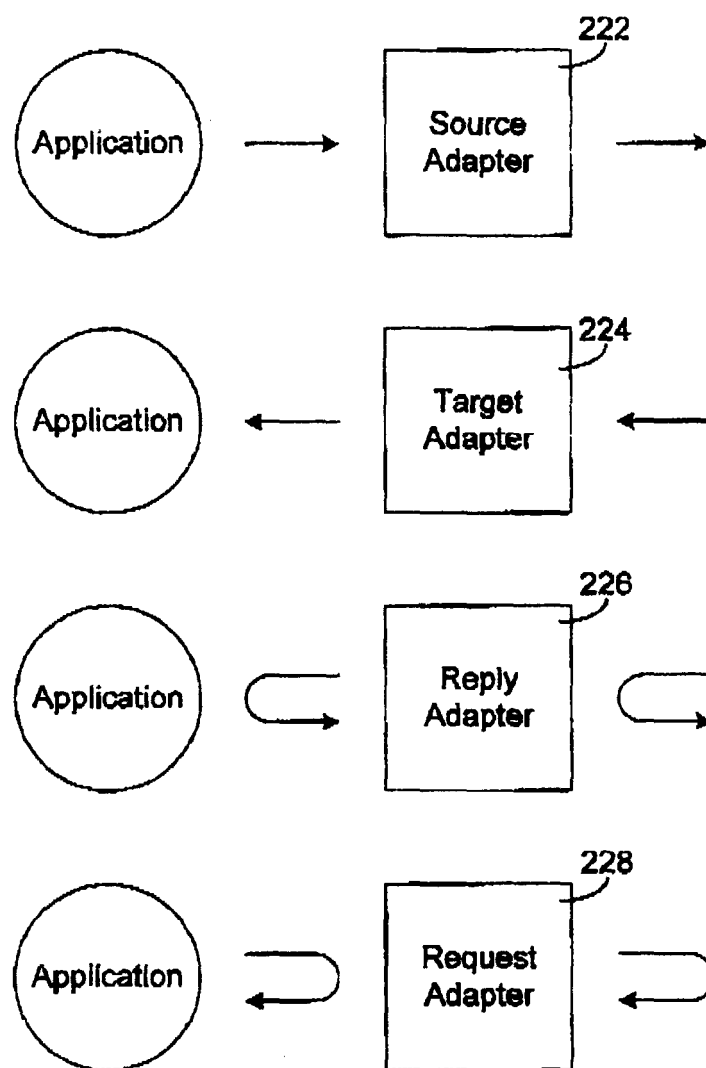 222
Application
Source
Adapter
224
Application
Target
Adapter
226
Application
Reply
Adapter
228
Application
Request
Adapter